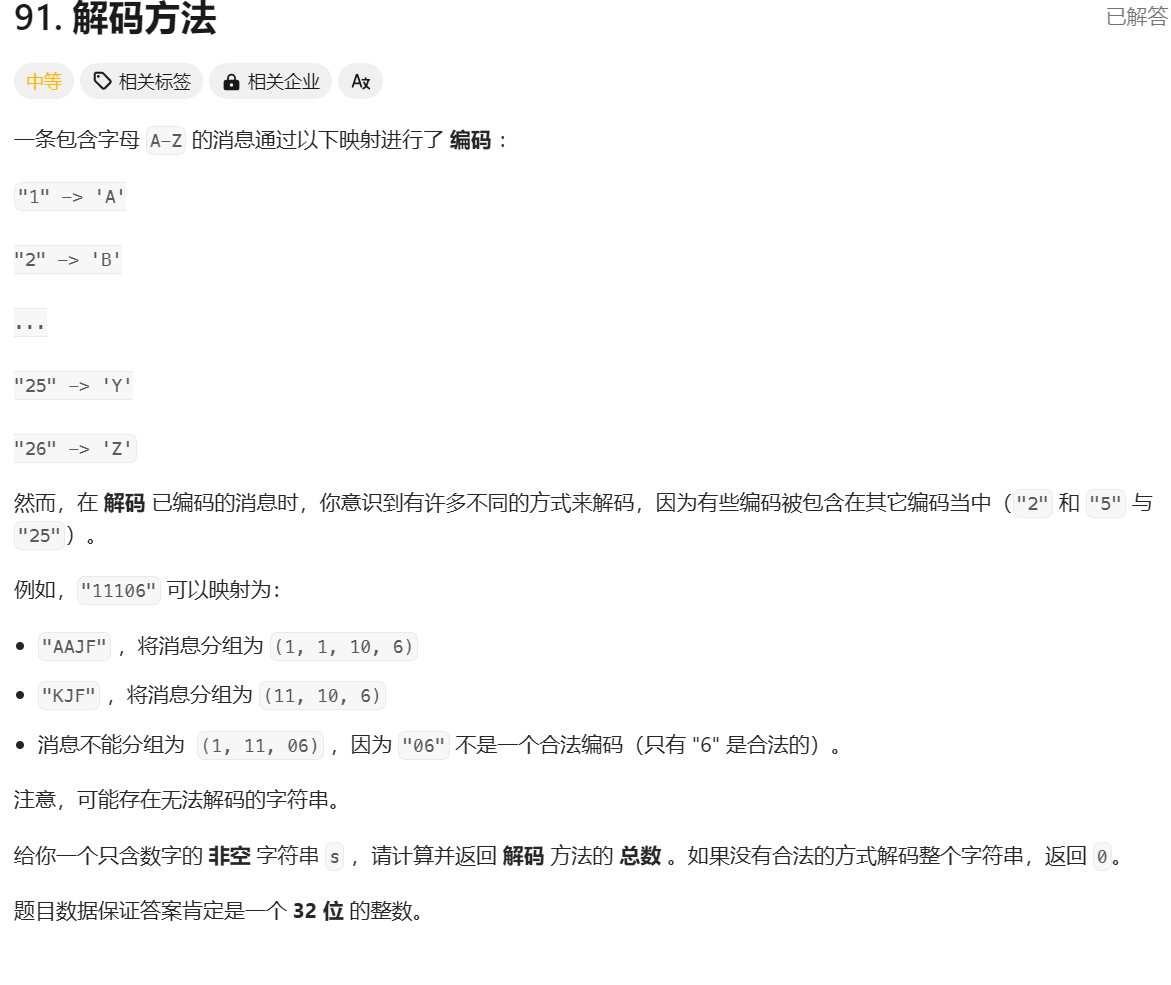 91. 解码方法
已解答
中等 相关标签 相关企业 Ax
一条包含字母 A-Z 的消息通过以下映射进行了 编码 ：
"1" -> 'A'
"2" -> 'B'
...
"25" -> 'Y'
"26" -> 'Z'
然而，在 解码 已编码的消息时，你意识到有许多不同的方式来解码，因为有些编码被包含在其它编码当中（"2" 和 "5" 与
"25"）。
例如，"11106" 可以映射为：
• "AAJF" ，将消息分组为 (1, 1, 10, 6)
• "KJF" ，将消息分组为 (11, 10, 6)
• 消息不能分组为 (1, 11, 06) ，因为 "06" 不是一个合法编码（只有 "6" 是合法的）。
注意，可能存在无法解码的字符串。
给你一个只含数字的 非空 字符串 s ，请计算并返回 解码 方法的 总数 。如果没有合法的方式解码整个字符串，返回 0。
题目数据保证答案肯定是一个 32 位 的整数。